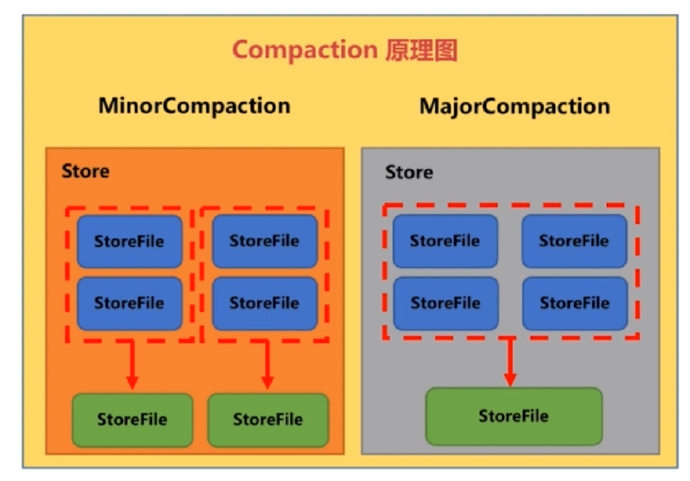 Compaction 原理图
MinorCompaction
MajorCompaction
Store
StoreFile
StoreFile
StoreFile
StoreFile
StoreFile
StoreFile
Store
StoreFile
StoreFile
StoreFile
StoreFile
StoreFile